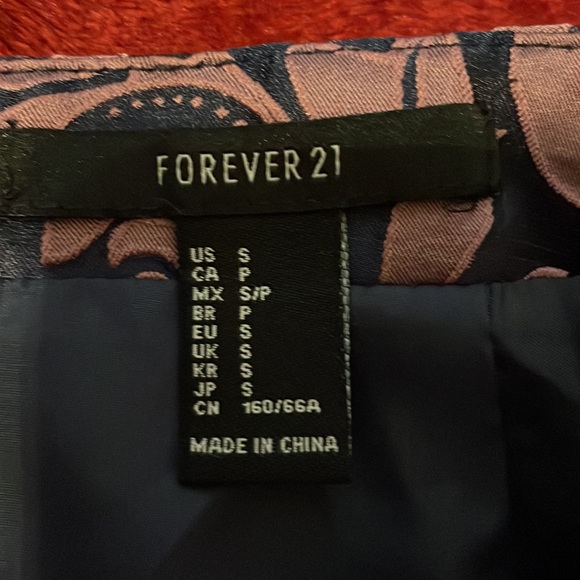 FOREVER 21
US S
CA P
MX S/P
BR P
EU S
UK S
KR S
JP S
CN 160/66A
MADE IN CHINA